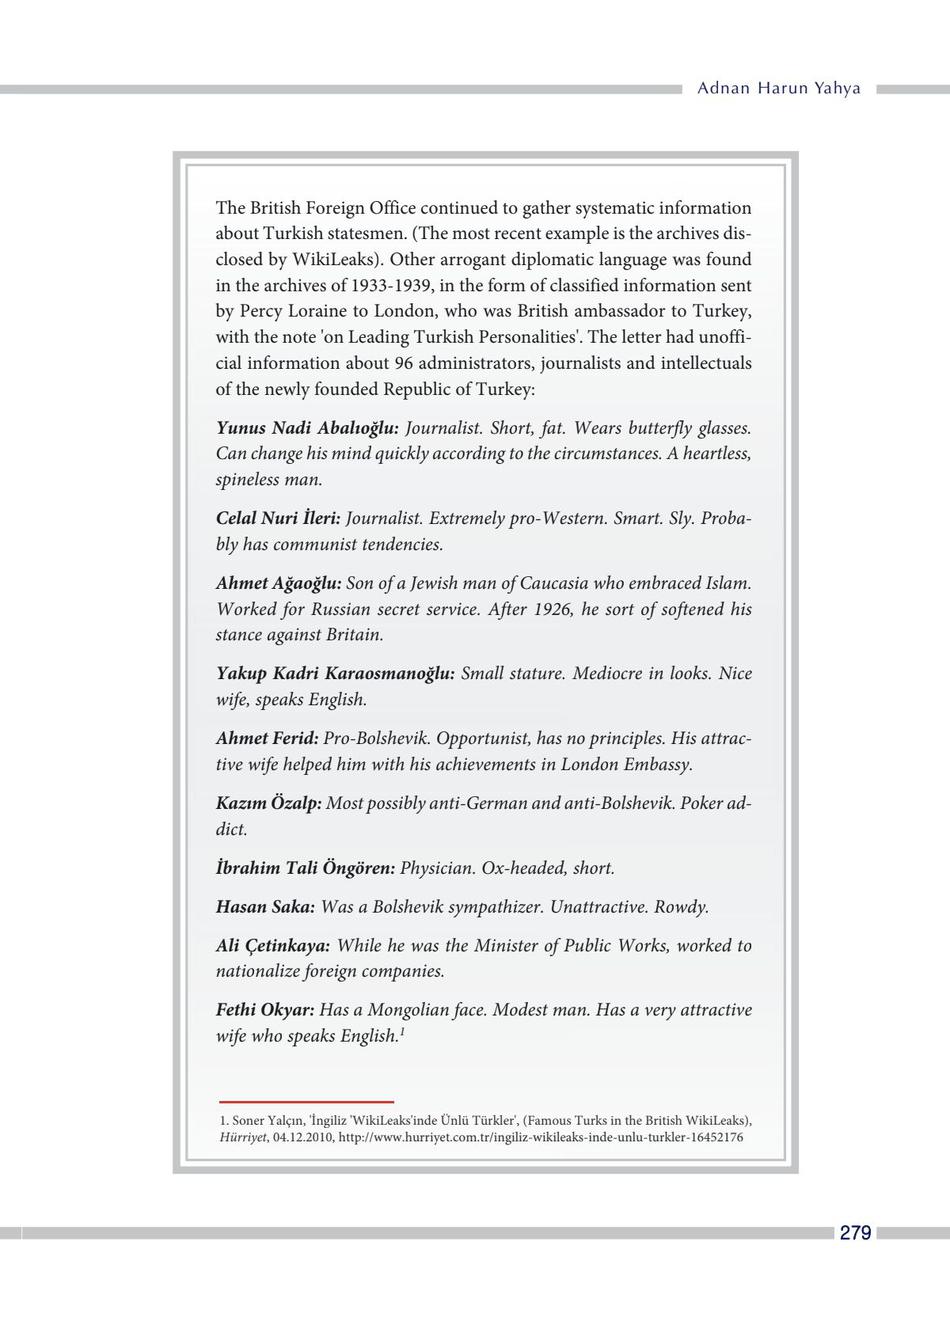 Adnan Harun Yahya
The British Foreign Office continued to gather systematic information
about Turkish statesmen. (The most recent example is the archives dis-
closed by WikiLeaks). Other arrogant diplomatic language was found
in the archives of 1933-1939, in the form of classified information sent
by Percy Loraine to London, who was British ambassador to Turkey,
with the note 'on Leading Turkish Personalities'. The letter had unoffi-
cial information about 96 administrators, journalists and intellectuals
of the newly founded Republic of Turkey:
Yunus Nadi Abalıoğlu: Journalist. Short, fat. Wears butterfly glasses.
Can change his mind quickly according to the circumstances. A heartless,
spineless man.
Celal Nuri İleri: Journalist. Extremely pro-Western. Smart. Sly. Proba-
bly has communist tendencies.
Ahmet Ağaoğlu: Son of a Jewish man of Caucasia who embraced Islam.
Worked for Russian secret service. After 1926, he sort of softened his
stance against Britain.
Yakup Kadri Karaosmanoğlu: Small stature. Mediocre in looks. Nice
wife, speaks English.
Ahmet Ferid: Pro-Bolshevik. Opportunist, has no principles. His attrac-
tive wife helped him with his achievements in London Embassy.
Kazım Özalp: Most possibly anti-German and anti-Bolshevik. Poker ad-
dict.
İbrahim Tali Öngören: Physician. Ox-headed, short.
Hasan Saka: Was a Bolshevik sympathizer. Unattractive. Rowdy.
Ali Çetinkaya: While he was the Minister of Public Works, worked to
nationalize foreign companies.
Fethi Okyar: Has a Mongolian face. Modest man. Has a very attractive
wife who speaks English.1
1. Soner Yalçın, 'İngiliz 'WikiLeaks'inde Ünlü Türkler', (Famous Turks in the British WikiLeaks),
Hürriyet, 04.12.2010, http://www.hurriyet.com.tr/ingiliz-wikileaks-inde-unlu-turkler-16452176
279